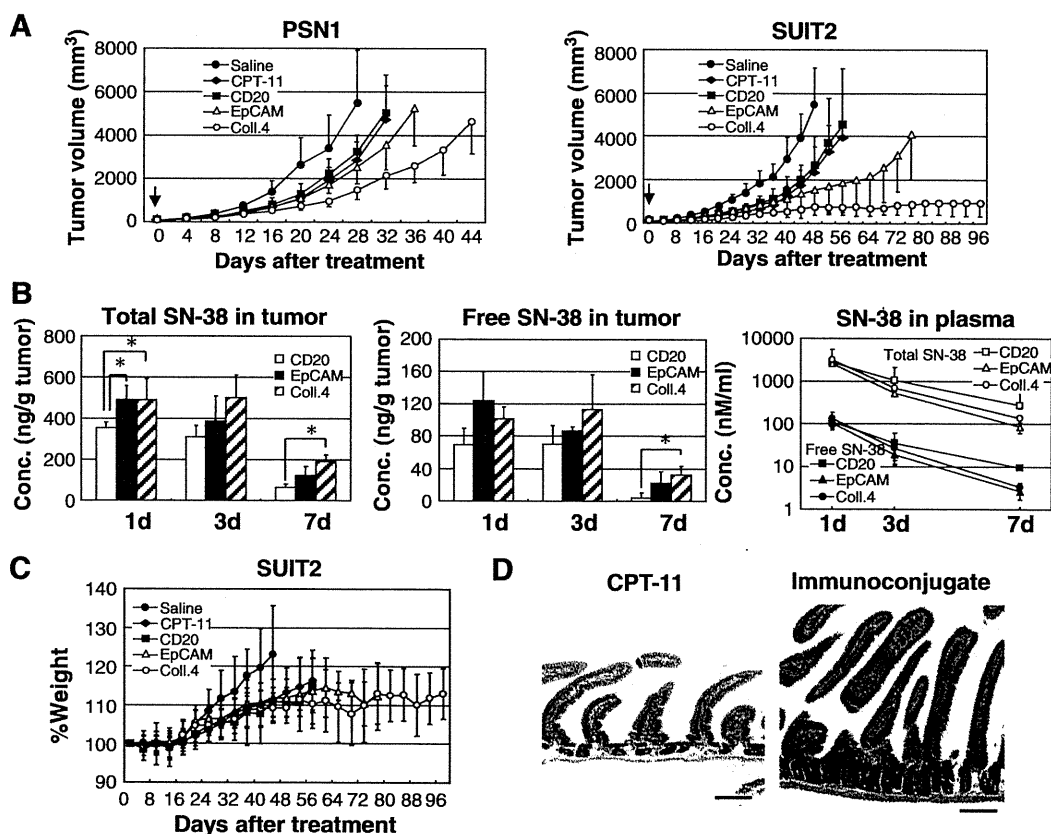 A
PSN1
Tumor volume (mm³)
8000
6000
4000
2000
0
Saline
CPT-11
CD20
EpCAM
Coll.4
0 4 8 12 16 20 24 28 32 36 40 44
Days after treatment
SUIT2
Tumor volume (mm³)
8000
6000
4000
2000
0
Saline
CPT-11
CD20
EpCAM
Coll.4
0 8 16 24 32 40 48 56 64 72 80 88 96
Days after treatment
B
Total SN-38 in tumor
Conc. (ng/g tumor)
800
600
400
200
0
*
*
*
CD20
EpCAM
Coll.4
1d 3d 7d
Free SN-38 in tumor
Conc. (ng/g tumor)
200
160
120
80
40
0
*
CD20
EpCAM
Coll.4
1d 3d 7d
SN-38 in plasma
Conc. (nM/ml)
10000
1000
100
10
1
Total SN-38
CD20
EpCAM
Coll.4
Free SN-38
CD20
EpCAM
Coll.4
1d 3d 7d
C
SUIT2
%Weight
140
130
120
110
100
90
Saline
CPT-11
CD20
EpCAM
Coll.4
0 8 16 24 32 40 48 56 64 72 80 88 96
Days after treatment
D
CPT-11
Immunoconjugate